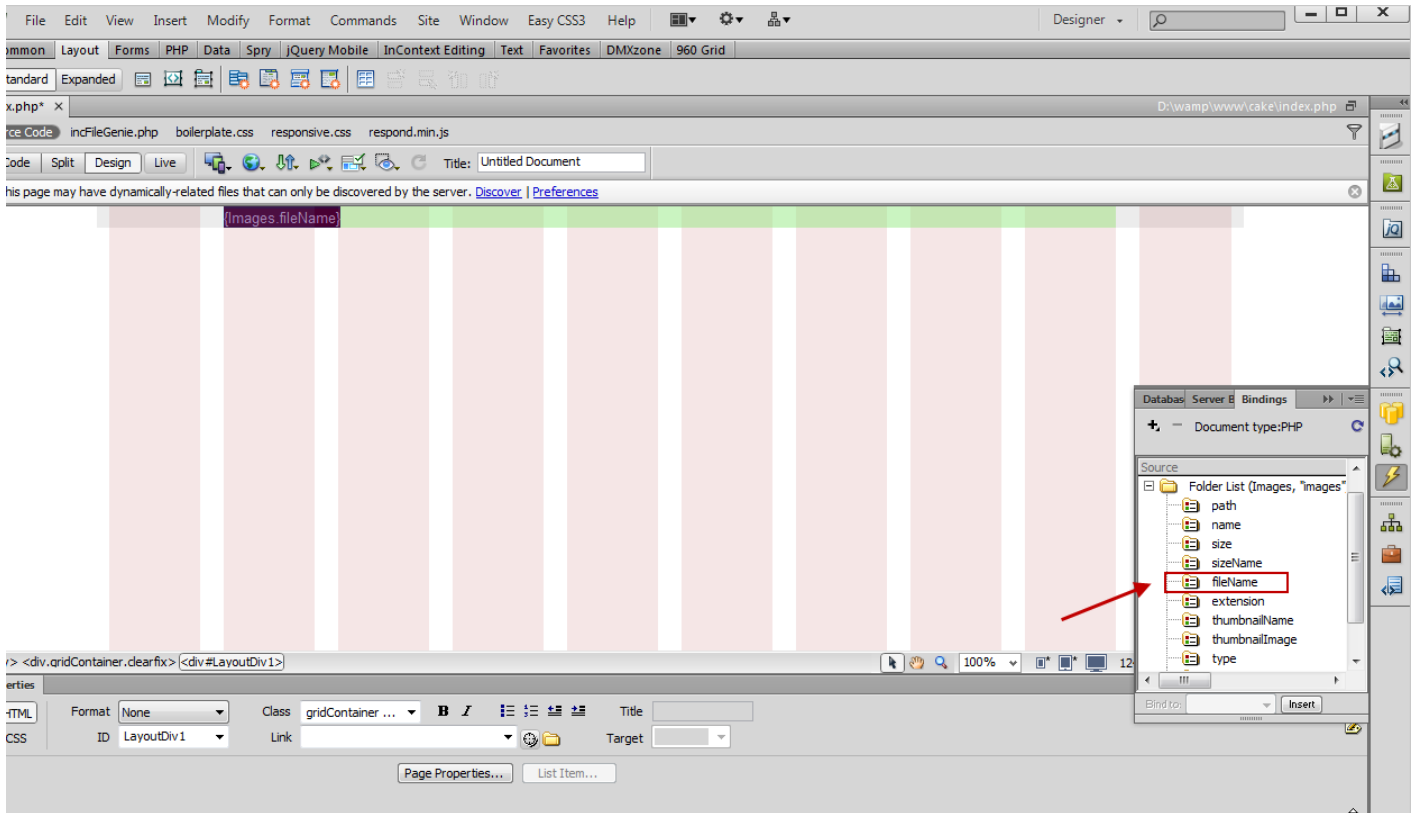 File Edit View Insert Modify Format Commands Site Window Easy CSS3 Help Designer
ommon Layout Forms PHP Data Spry jQuery Mobile InContext Editing Text Favorites DMXzone 960 Grid
tandard Expanded
x.php* D:\wamp\www\cake\index.php
rce Code incFileGenie.php boilerplate.css responsive.css respond.min.js
Code Split Design Live Title: Untitled Document
his page may have dynamically-related files that can only be discovered by the server. Discover | Preferences
{Images.fileName}
jQ
Databas Server B Bindings
Document type:PHP
Source
Folder List (Images, "images"
path
name
size
sizeName
fileName
extension
thumbnailName
thumbnailImage
type
Bind to: Insert
/> <div.gridContainer.clearfix> <div#LayoutDiv1> 100% 12
erties
HTML Format None Class gridContainer ... B I Title
CSS ID LayoutDiv1 Link Target
Page Properties... List Item...